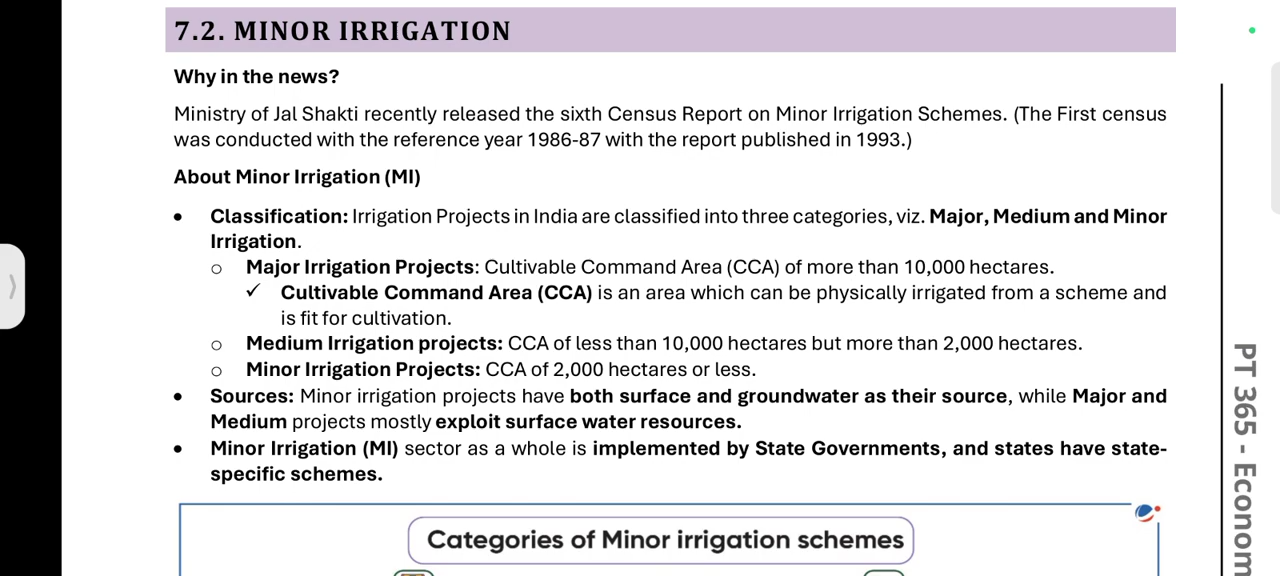 7.2. MINOR IRRIGATION
Why in the news?
Ministry of Jal Shakti recently released the sixth Census Report on Minor Irrigation Schemes. (The First census
was conducted with the reference year 1986-87 with the report published in 1993.)
About Minor Irrigation (MI)
• Classification: Irrigation Projects in India are classified into three categories, viz. Major, Medium and Minor
Irrigation.
o Major Irrigation Projects: Cultivable Command Area (CCA) of more than 10,000 hectares.
✓ Cultivable Command Area (CCA) is an area which can be physically irrigated from a scheme and
is fit for cultivation.
o Medium Irrigation projects: CCA of less than 10,000 hectares but more than 2,000 hectares.
o Minor Irrigation Projects: CCA of 2,000 hectares or less.
• Sources: Minor irrigation projects have both surface and groundwater as their source, while Major and
Medium projects mostly exploit surface water resources.
• Minor Irrigation (MI) sector as a whole is implemented by State Governments, and states have state-
specific schemes.
Categories of Minor irrigation schemes
PT 365 - Econom